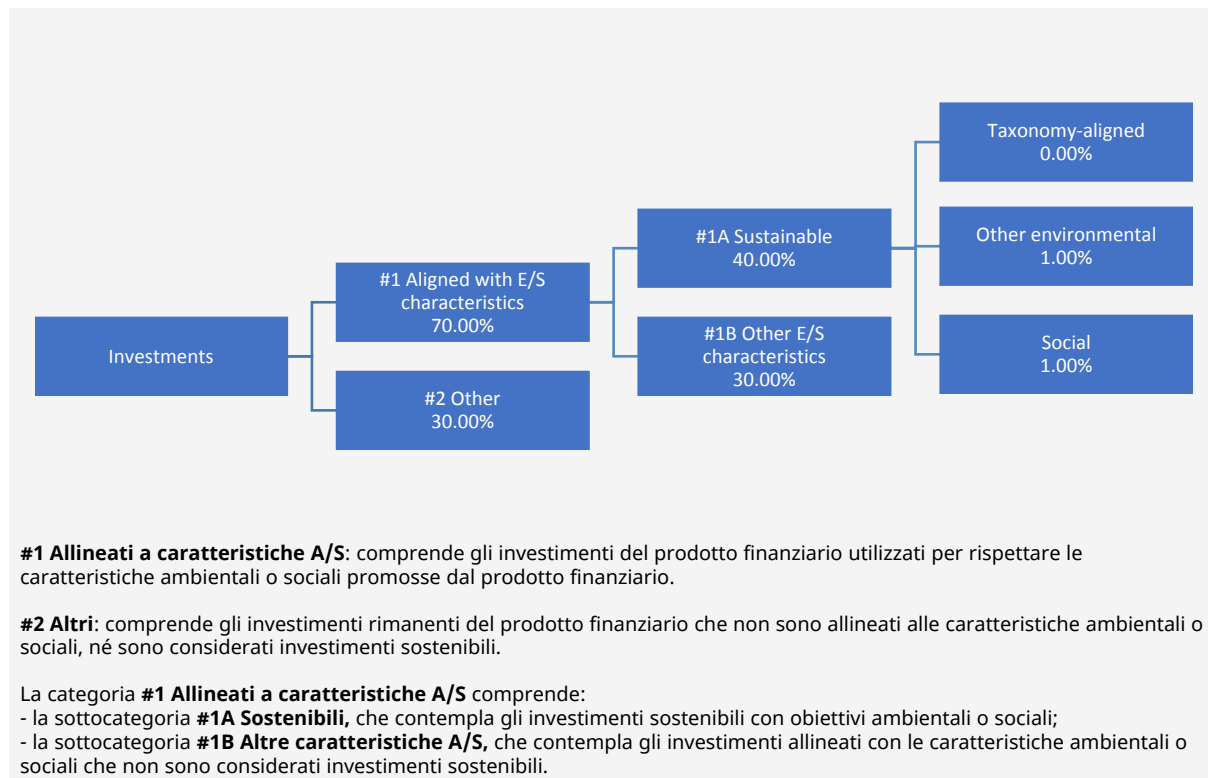 Investments
#1 Aligned with E/S
characteristics
70.00%
#2 Other
30.00%
#1A Sustainable
40.00%
#1B Other E/S
characteristics
30.00%
Taxonomy-aligned
0.00%
Other environmental
1.00%
Social
1.00%
#1 Allineati a caratteristiche A/S: comprende gli investimenti del prodotto finanziario utilizzati per rispettare le
caratteristiche ambientali o sociali promosse dal prodotto finanziario.
#2 Altri: comprende gli investimenti rimanenti del prodotto finanziario che non sono allineati alle caratteristiche ambientali o
sociali, né sono considerati investimenti sostenibili.
La categoria #1 Allineati a caratteristiche A/S comprende:
- la sottocategoria #1A Sostenibili, che contempla gli investimenti sostenibili con obiettivi ambientali o sociali;
- la sottocategoria #1B Altre caratteristiche A/S, che contempla gli investimenti allineati con le caratteristiche ambientali o
sociali che non sono considerati investimenti sostenibili.